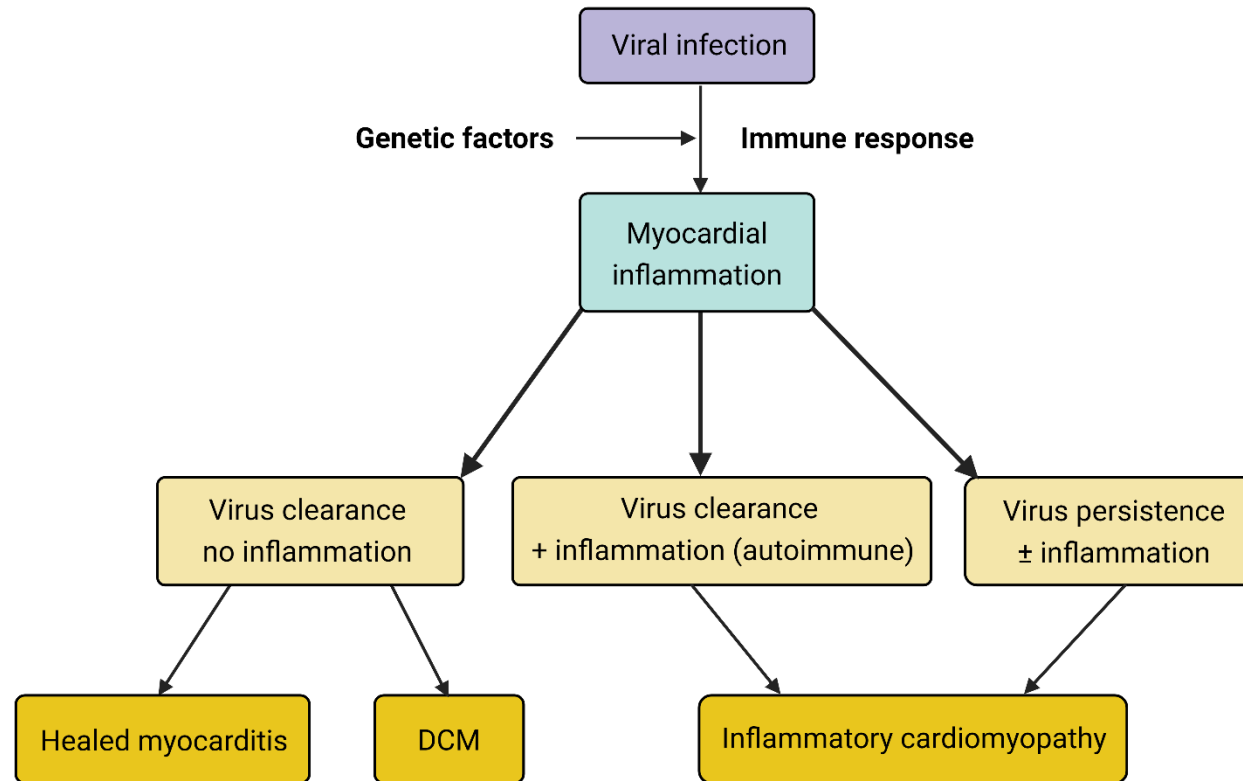 Viral infection
Genetic factors
Immune response
Myocardial
inflammation
Virus clearance
no inflammation
Virus clearance
+ inflammation (autoimmune)
Virus persistence
± inflammation
Healed myocarditis
DCM
Inflammatory cardiomyopathy